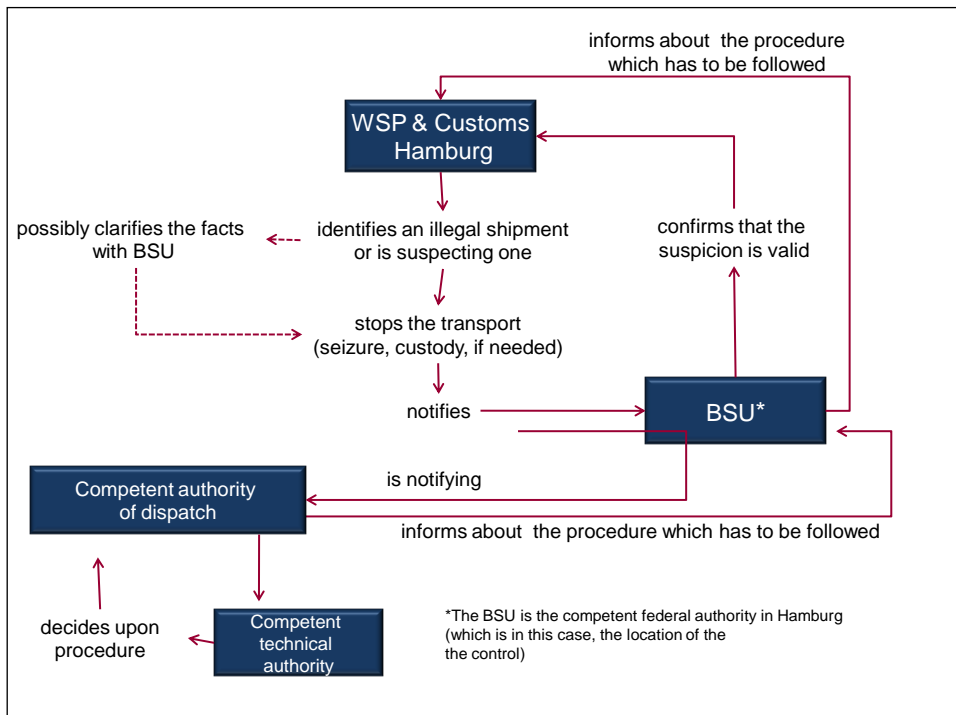 informs about the procedure
which has to be followed
WSP & Customs
Hamburg
possibly clarifies the facts
with BSU
identifies an illegal shipment
or is suspecting one
confirms that the
suspicion is valid
stops the transport
(seizure, custody, if needed)
notifies
BSU*
is notifying
Competent authority
of dispatch
informs about the procedure which has to be followed
decides upon
procedure
Competent
technical
authority
*The BSU is the competent federal authority in Hamburg
(which is in this case, the location of the
the control)